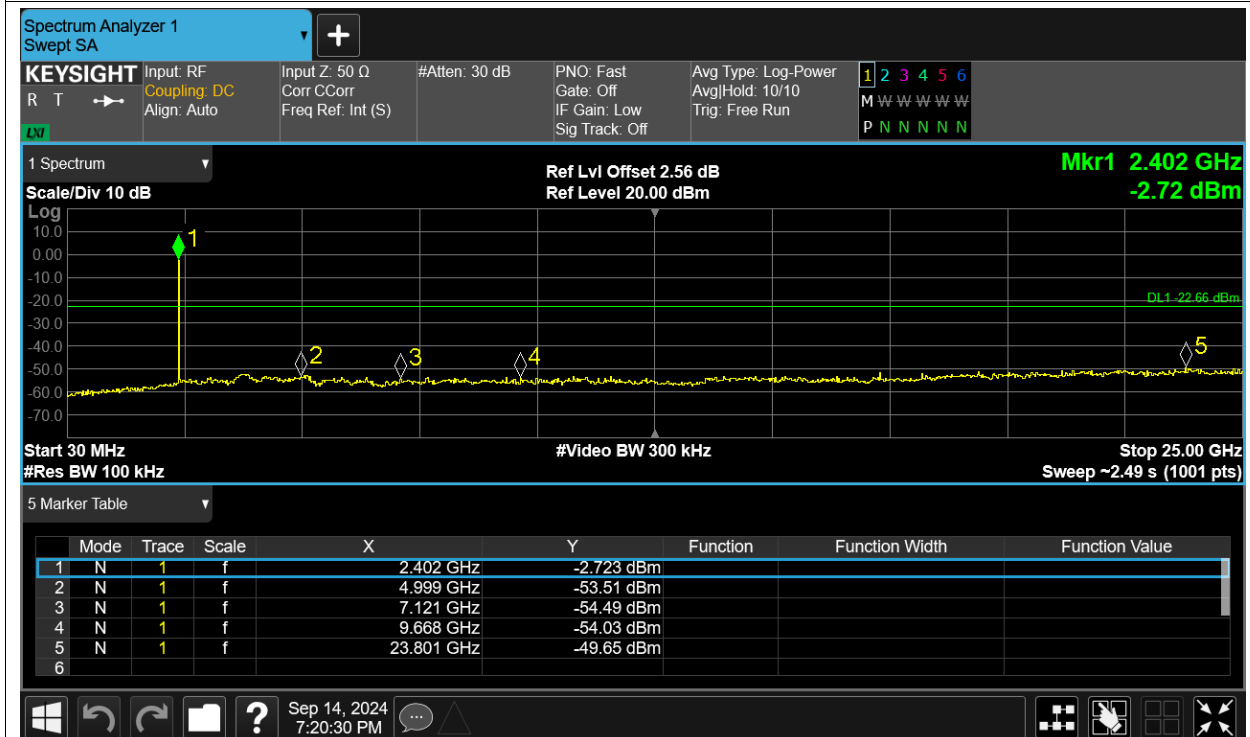 Spectrum Analyzer 1
Swept SA
+
KEYSIGHT
R T
LXI
Input: RF
Coupling: DC
Align: Auto
Input Z: 50 Ω
Corr CCorr
Freq Ref: Int (S)
#Atten: 30 dB
PNO: Fast
Gate: Off
IF Gain: Low
Sig Track: Off
Avg Type: Log-Power
Avg|Hold: 10/10
Trig: Free Run
1 2 3 4 5 6
M W W W W W W
P N N N N N
1 Spectrum
Scale/Div 10 dB
Ref Lvl Offset 2.56 dB
Ref Level 20.00 dBm
Mkr1 2.402 GHz
-2.72 dBm
Log
10.0
0.00
-10.0
-20.0
-30.0
-40.0
-50.0
-60.0
-70.0
1
2
3
4
5
DL1 -22.66 dBm
Start 30 MHz
#Video BW 300 kHz
Stop 25.00 GHz
#Res BW 100 kHz
Sweep ~2.49 s (1001 pts)
5 Marker Table
Mode Trace Scale X Y Function Function Width Function Value
1 N 1 f 2.402 GHz -2.723 dBm
2 N 1 f 4.999 GHz -53.51 dBm
3 N 1 f 7.121 GHz -54.49 dBm
4 N 1 f 9.668 GHz -54.03 dBm
5 N 1 f 23.801 GHz -49.65 dBm
6
?
Sep 14, 2024
7:20:30 PM